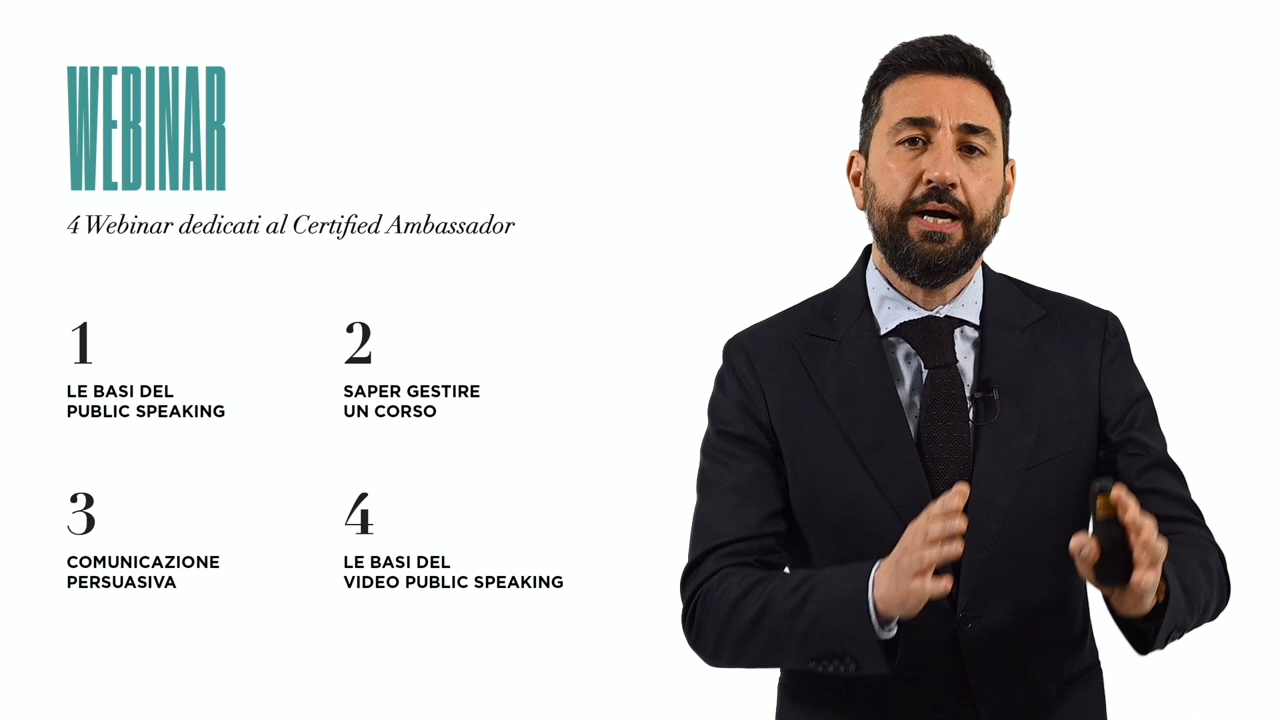 WEBINAR
4 Webinar dedicati al Certified Ambassador
1
LE BASI DEL
PUBLIC SPEAKING
2
SAPER GESTIRE
UN CORSO
3
COMUNICAZIONE
PERSUASIVA
4
LE BASI DEL
VIDEO PUBLIC SPEAKING